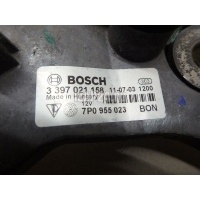 BOSCH
3 397 021 158 11-07-03 1200
Made in Hungary 12V
7P0 955 023 BON